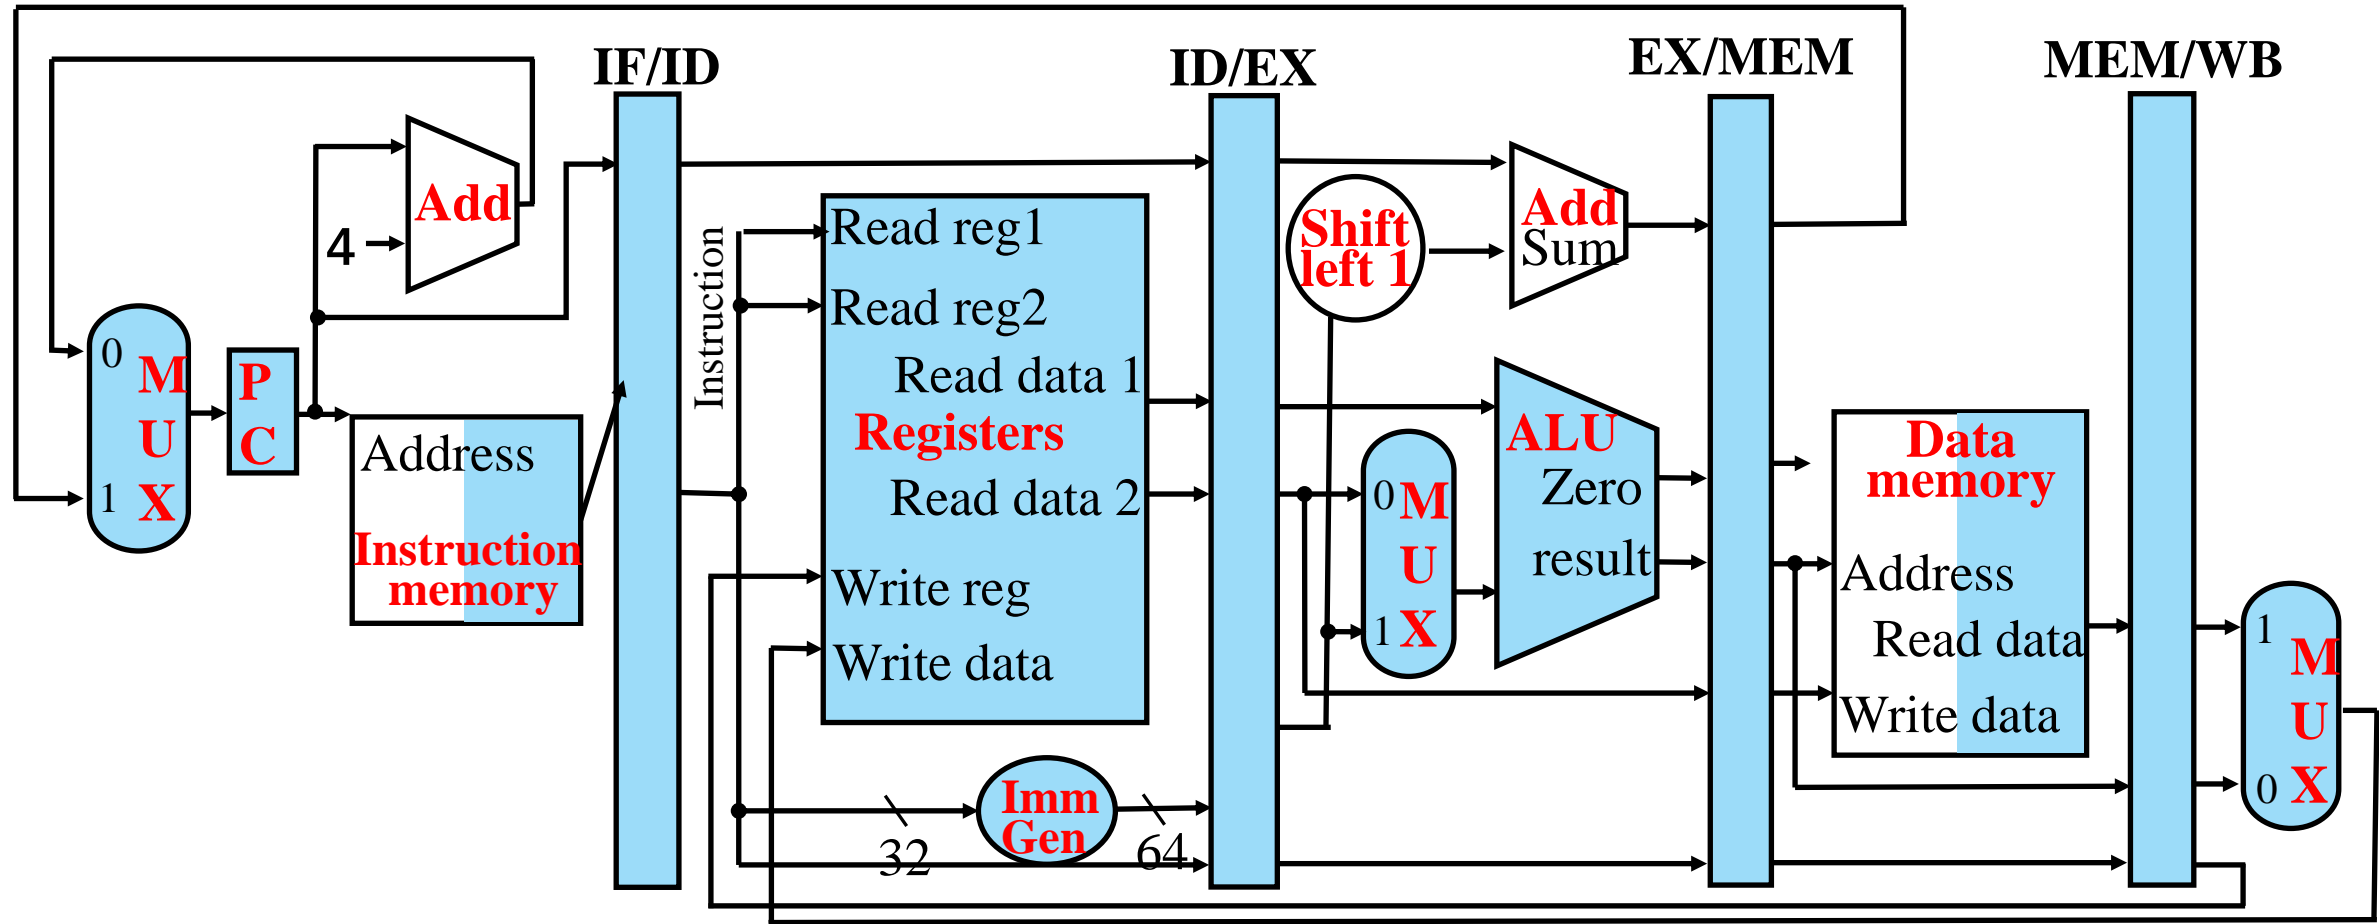 IF/ID
ID/EX
EX/MEM
MEM/WB
Add
4
0
M
U
X
1
P
C
Address
Instruction
memory
Instruction
Read reg1
Read reg2
Read data 1
Registers
Read data 2
Write reg
Write data
Imm
Gen
32
64
Shift
left 1
Add
Sum
0
M
U
1
X
ALU
Zero
result
Data
memory
Address
Read data
Write data
1
M
U
0
X